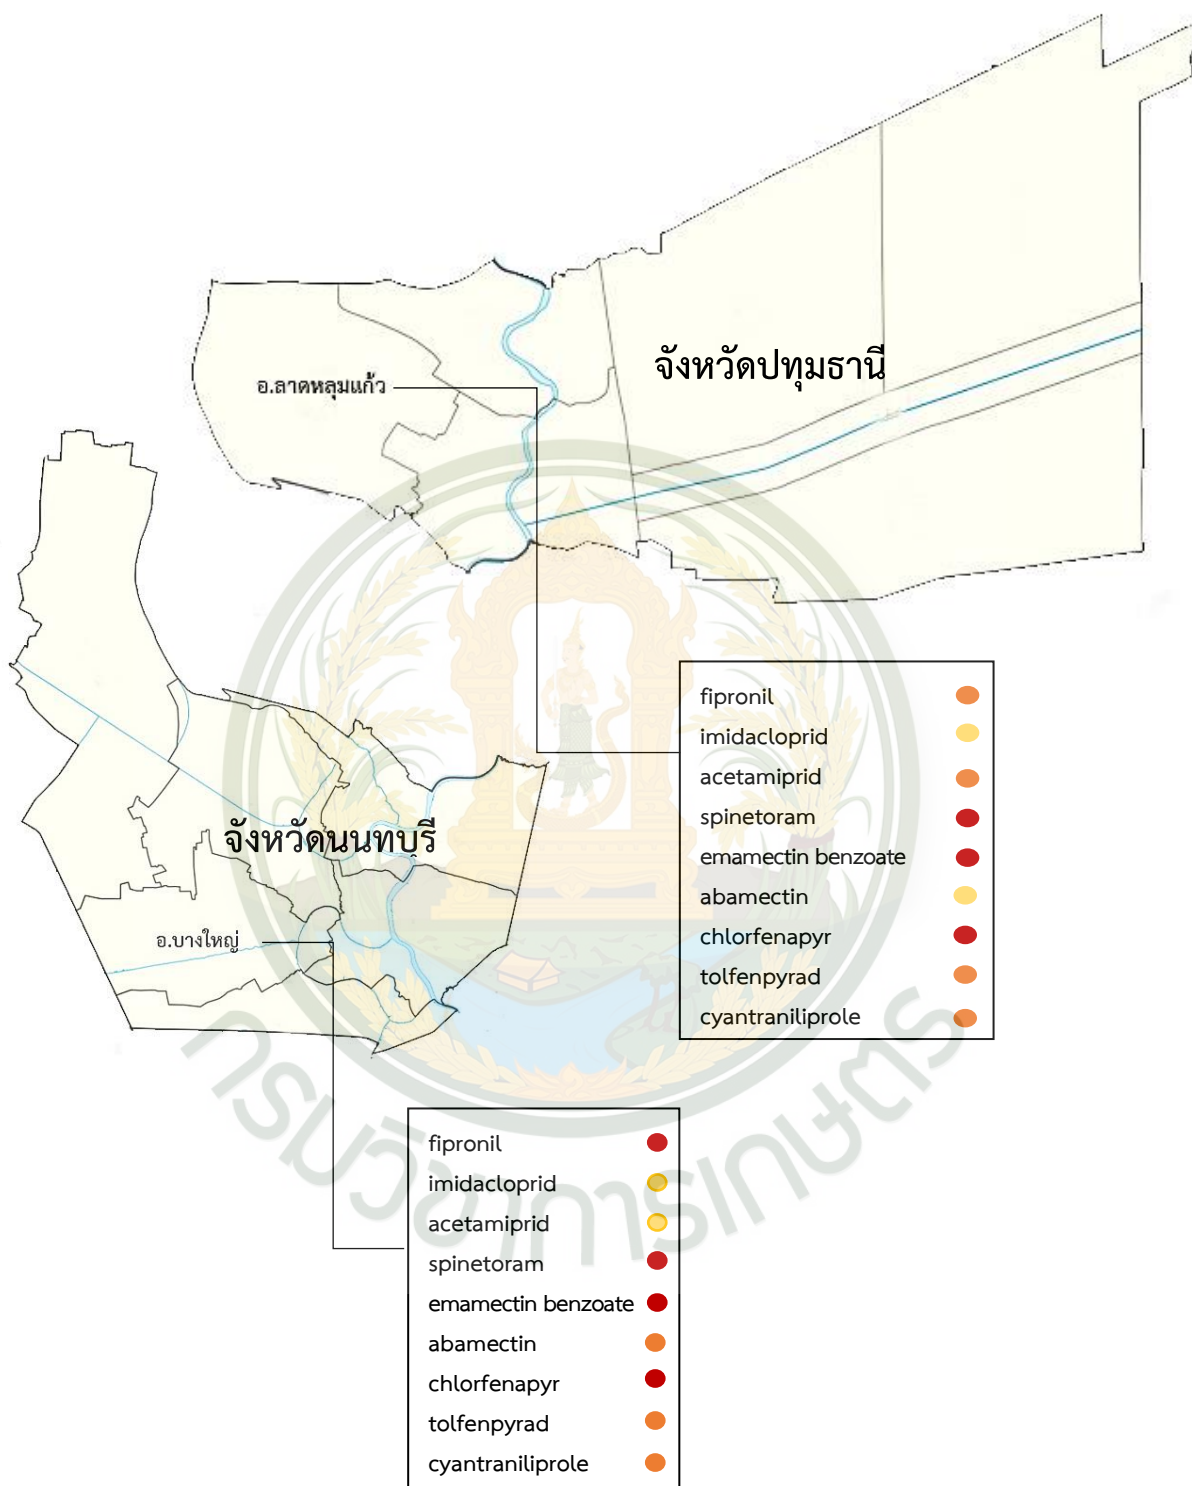 จังหวัดปทุมธานี
อ.ลาดหลุมแก้ว
fipronil
imidacloprid
acetamiprid
spinetoram
emamectin benzoate
abamectin
chlorfenapyr
tolfenpyrad
cyantraniliprole
จังหวัดนนทบุรี
อ.บางใหญ่
กรมวิชาการเกษตร
fipronil
imidacloprid
acetamiprid
spinetoram
emamectin benzoate
abamectin
chlorfenapyr
tolfenpyrad
cyantraniliprole